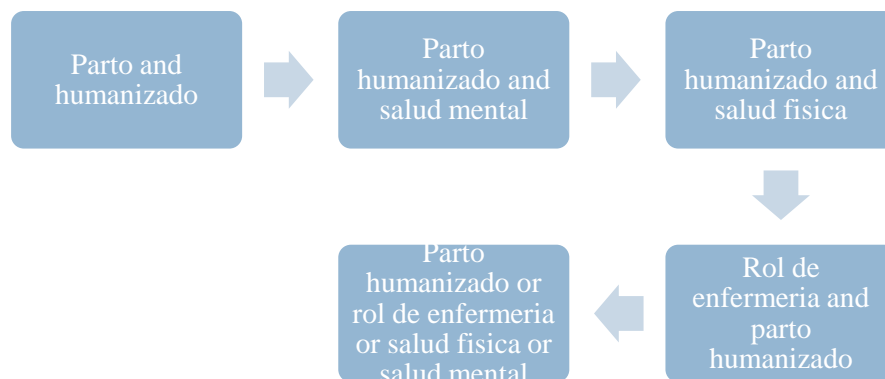 Parto and
humanizado
Parto
humanizado and
salud mental
Parto
humanizado and
salud fisica
Rol de
enfermeria and
parto
humanizado
Parto
humanizado or
rol de enfermeria
or salud fisica or
salud mental